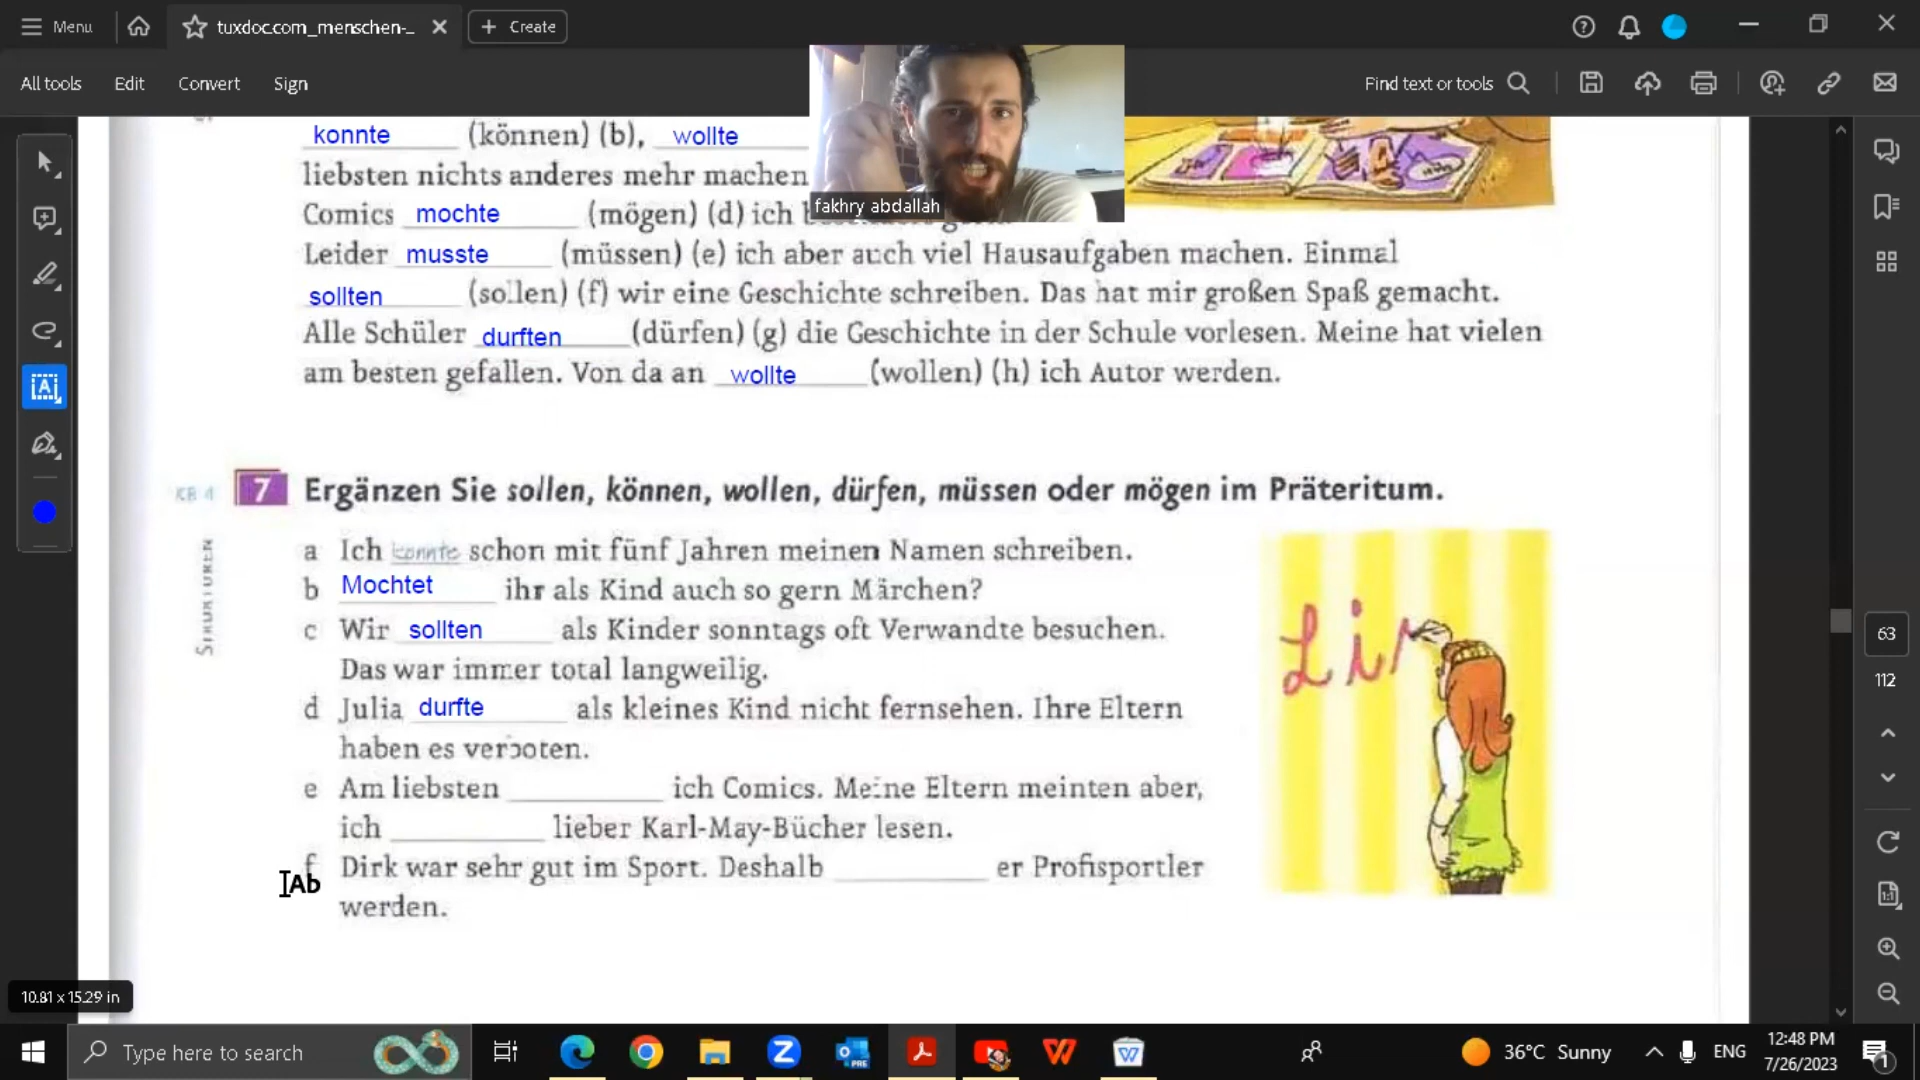 Menu
tuxdoc.com_menschen-_
Create
All tools Edit Convert Sign
Find text or tools
konnte (können) (b), wollte
liebsten nichts anderes mehr machen
fakhry abdallah
Comics mochte (mögen) (d) ich
Leider musste (müssen) (e) ich aber auch viel Hausaufgaben machen. Einmal
sollten (sollen) (f) wir eine Geschichte schreiben. Das hat mir großen Spaß gemacht.
Alle Schüler durften (dürfen) (g) die Geschichte in der Schule vorlesen. Meine hat vielen
am besten gefallen. Von da an wollte (wollen) (h) ich Autor werden.
KB 4 7 Ergänzen Sie sollen, können, wollen, dürfen, müssen oder mögen im Präteritum.
STRUKTUREN
a Ich konnte schon mit fünf Jahren meinen Namen schreiben.
b Mochtet ihr als Kind auch so gern Märchen?
c Wir sollten als Kinder sonntags oft Verwandte besuchen.
Das war immer total langweilig.
d Julia durfte als kleines Kind nicht fernsehen. Ihre Eltern
haben es verboten.
e Am liebsten ich Comics. Meine Eltern meinten aber,
ich lieber Karl-May-Bücher lesen.
f Dirk war sehr gut im Sport. Deshalb er Profisportler
werden.
Ab
Li
63
112
1:1
10.81 x 15.29 in
Type here to search
PRE
36°C Sunny
ENG
12:48 PM
7/26/2023
1